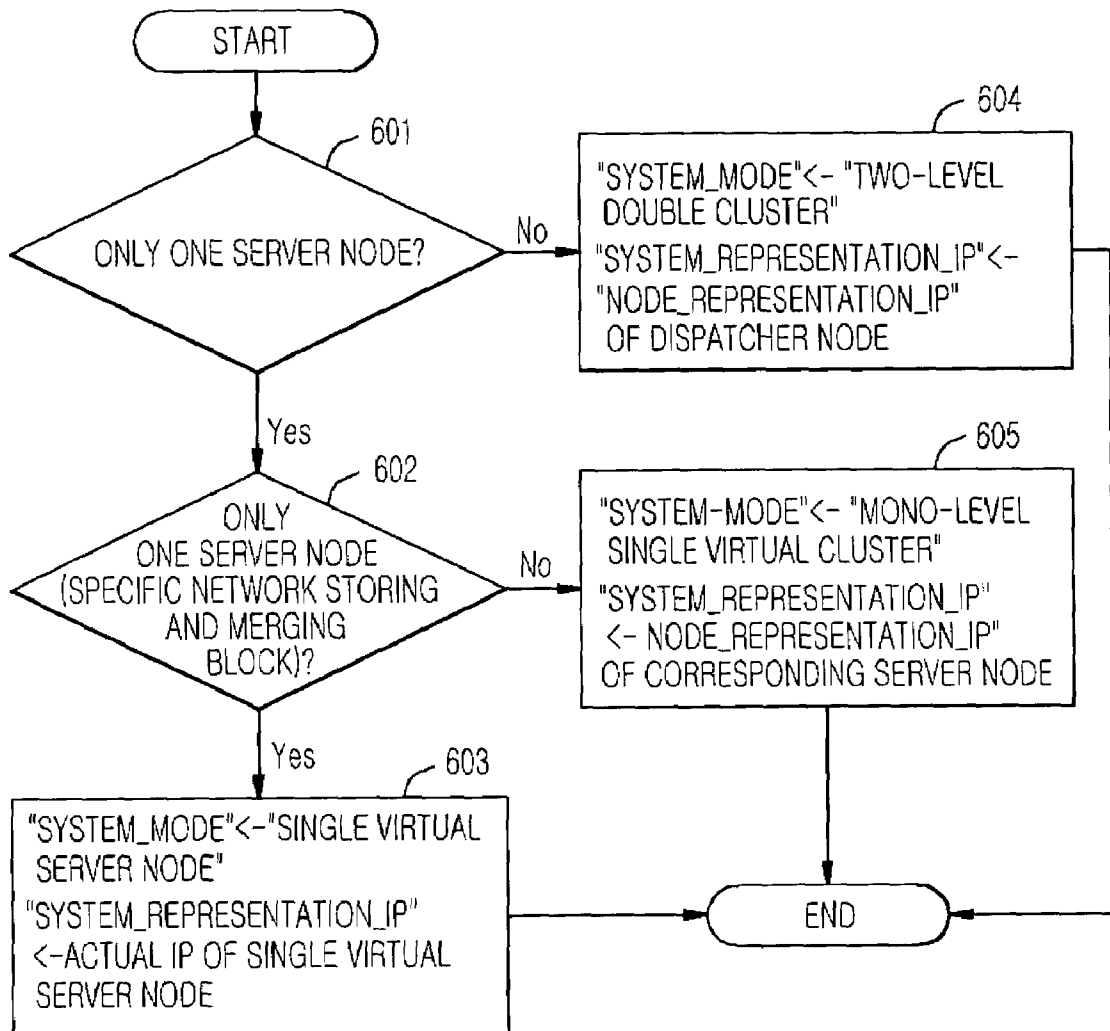 START
601
ONLY ONE SERVER NODE?
No
604
"SYSTEM_MODE"<- "TWO-LEVEL
DOUBLE CLUSTER"
"SYSTEM_REPRESENTATION_IP"<-
"NODE_REPRESENTATION_IP"
OF DISPATCHER NODE
Yes
602
ONLY
ONE SERVER NODE
(SPECIFIC NETWORK STORING
AND MERGING
BLOCK)?
No
605
"SYSTEM-MODE"<- "MONO-LEVEL
SINGLE VIRTUAL CLUSTER"
"SYSTEM_REPRESENTATION_IP"
<- NODE_REPRESENTATION_IP"
OF CORRESPONDING SERVER NODE
Yes
603
"SYSTEM_MODE"<-"SINGLE VIRTUAL
SERVER NODE"
"SYSTEM_REPRESENTATION_IP"
<-ACTUAL IP OF SINGLE VIRTUAL
SERVER NODE
END